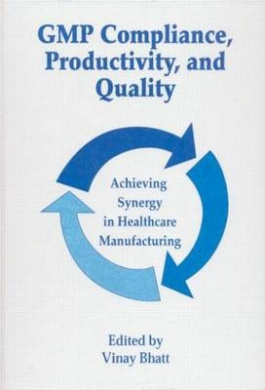 GMP Compliance,
Productivity, and
Quality
Achieving
Synergy
in Healthcare
Manufacturing
Edited by
Vinay Bhatt